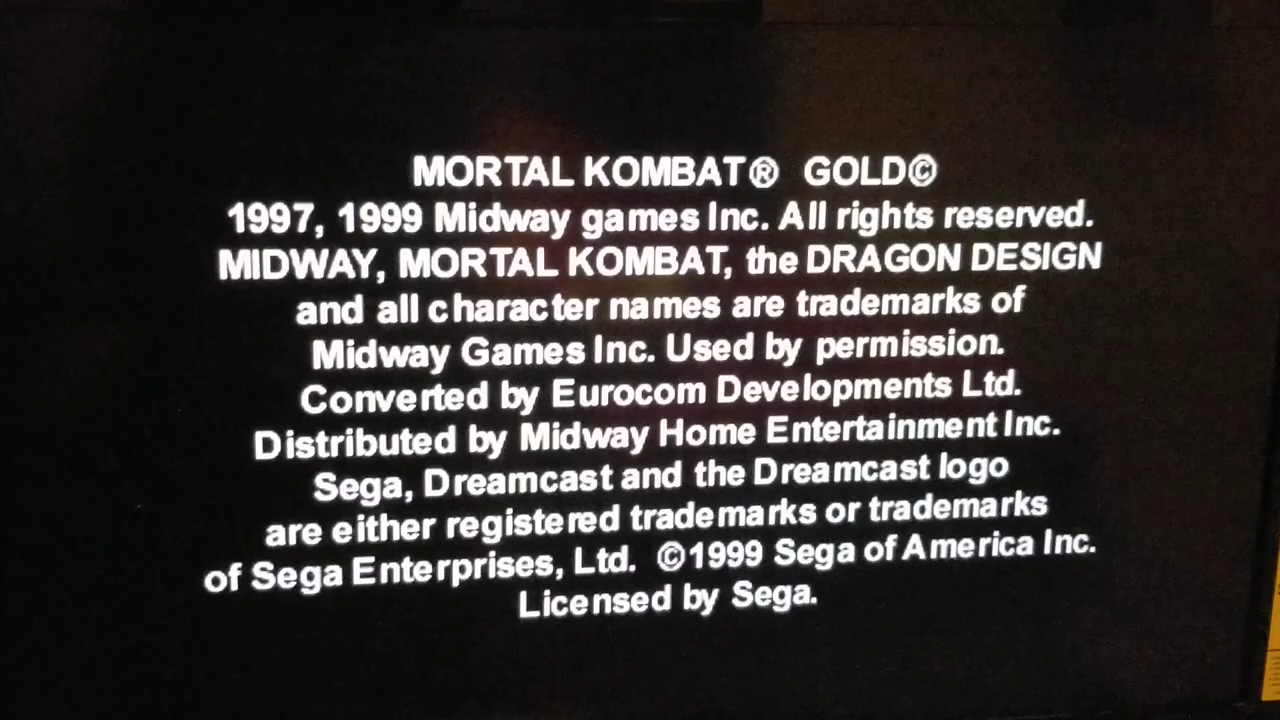 MORTAL KOMBAT® GOLD©
1997, 1999 Midway games Inc. All rights reserved.
MIDWAY, MORTAL KOMBAT, the DRAGON DESIGN
and all character names are trademarks of
Midway Games Inc. Used by permission.
Converted by Eurocom Developments Ltd.
Distributed by Midway Home Entertainment Inc.
Sega, Dreamcast and the Dreamcast logo
are either registered trademarks or trademarks
of Sega Enterprises, Ltd. ©1999 Sega of America Inc.
Licensed by Sega.